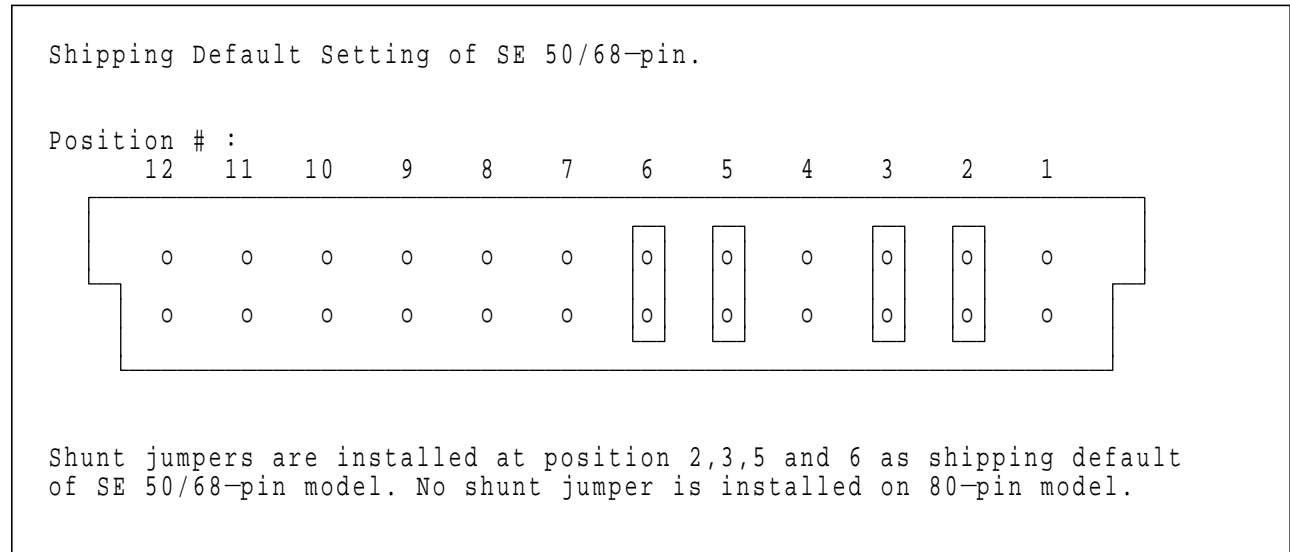 Shipping Default Setting of SE 50/68—pin.
Position # :
12 11 10 9 8 7 6 5 4 3 2 1
o o o o o o o o o o o o
o o o o o o o o o o o o
Shunt jumpers are installed at position 2,3,5 and 6 as shipping default
of SE 50/68—pin model. No shunt jumper is installed on 80—pin model.